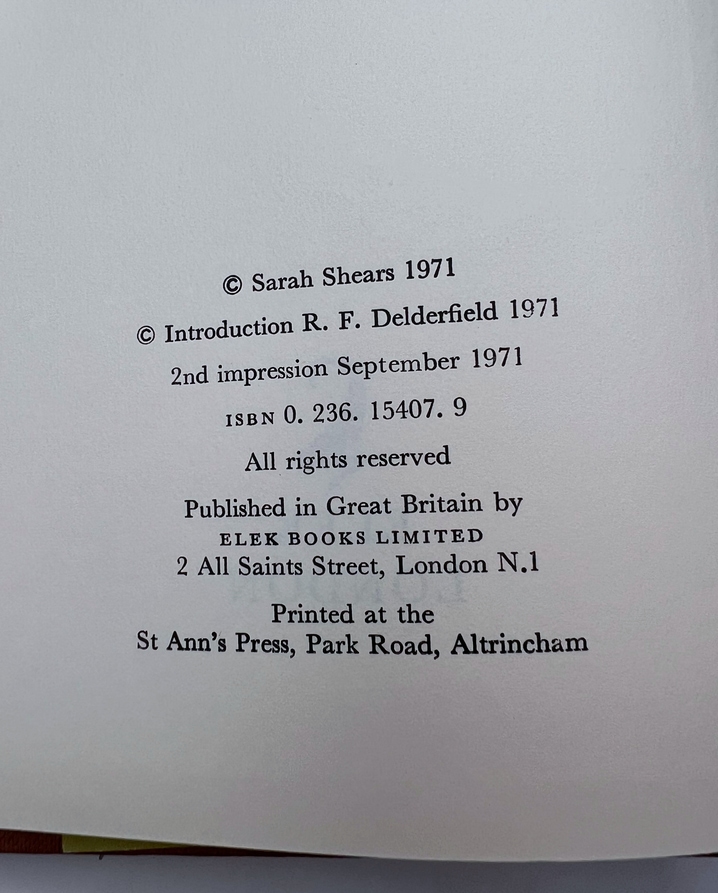 © Sarah Shears 1971
© Introduction R. F. Delderfield 1971
2nd impression September 1971
ISBN 0. 236. 15407. 9
All rights reserved
Published in Great Britain by
ELEK BOOKS LIMITED
2 All Saints Street, London N.1
Printed at the
St Ann's Press, Park Road, Altrincham